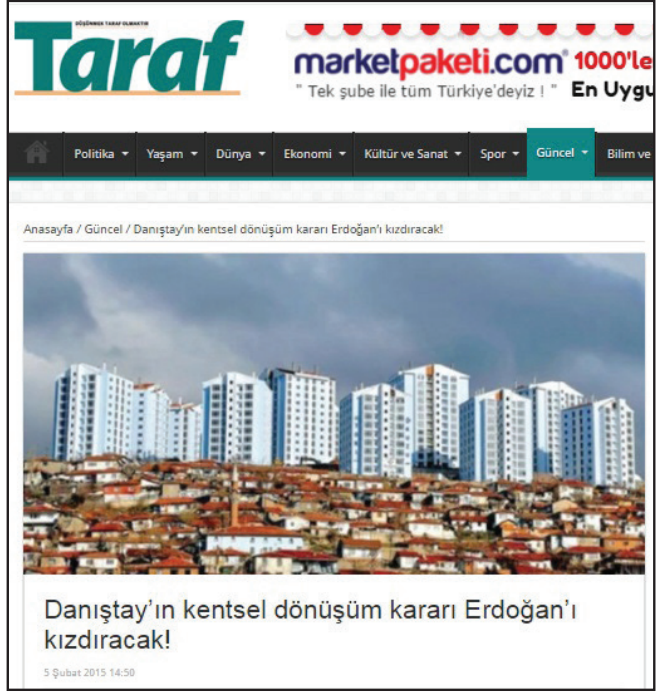 DÜŞÜNMEK TARAF OLMAKTIR
Taraf
marketpaketi.com 1000'le
" Tek şube ile tüm Türkiye'deyiz ! " En Uygu
Politika Yaşam Dünya Ekonomi Kültür ve Sanat Spor Güncel Bilim ve
Anasayfa / Güncel / Danıştay'ın kentsel dönüşüm kararı Erdoğan'ı kızdıracak!
Danıştay'ın kentsel dönüşüm kararı Erdoğan'ı
kızdıracak!
5 Şubat 2015 14:50